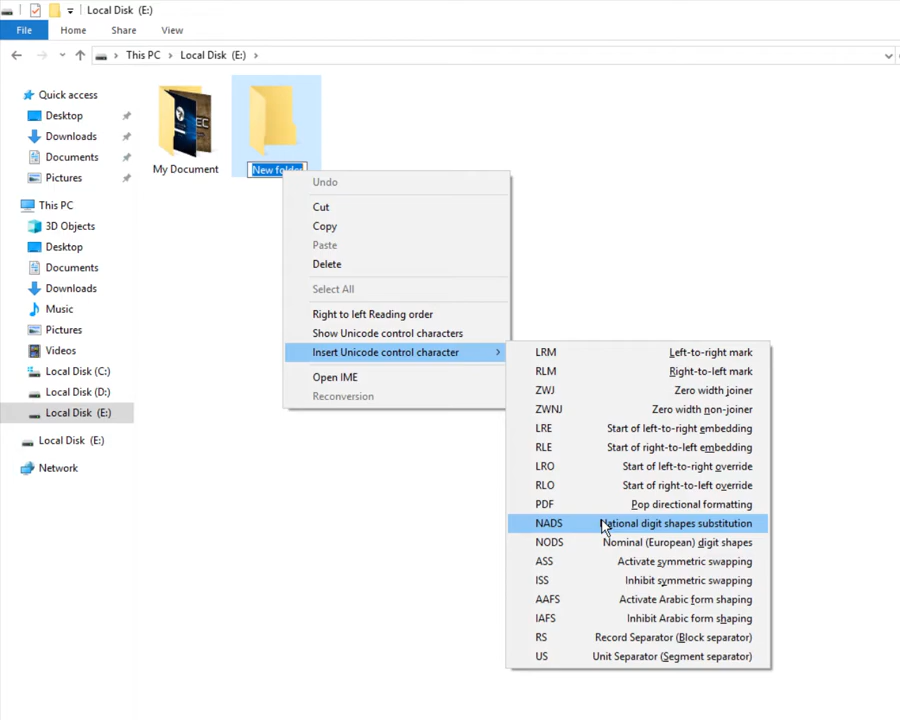 Local Disk (E:)
File Home Share View
This PC > Local Disk (E:) >
Quick access
Desktop
Downloads
Documents
Pictures
This PC
3D Objects
Desktop
Documents
Downloads
Music
Pictures
Videos
Local Disk (C:)
Local Disk (D:)
Local Disk (E:)
Local Disk (E:)
Network
My Document
New folder
Undo
Cut
Copy
Paste
Delete
Select All
Right to left Reading order
Show Unicode control characters
Insert Unicode control character >
Open IME
Reconversion
LRM Left-to-right mark
RLM Right-to-left mark
ZWJ Zero width joiner
ZWNJ Zero width non-joiner
LRE Start of left-to-right embedding
RLE Start of right-to-left embedding
LRO Start of left-to-right override
RLO Start of right-to-left override
PDF Pop directional formatting
NADS National digit shapes substitution
NODS Nominal (European) digit shapes
ASS Activate symmetric swapping
ISS Inhibit symmetric swapping
AAFS Activate Arabic form shaping
IAFS Inhibit Arabic form shaping
RS Record Separator (Block separator)
US Unit Separator (Segment separator)